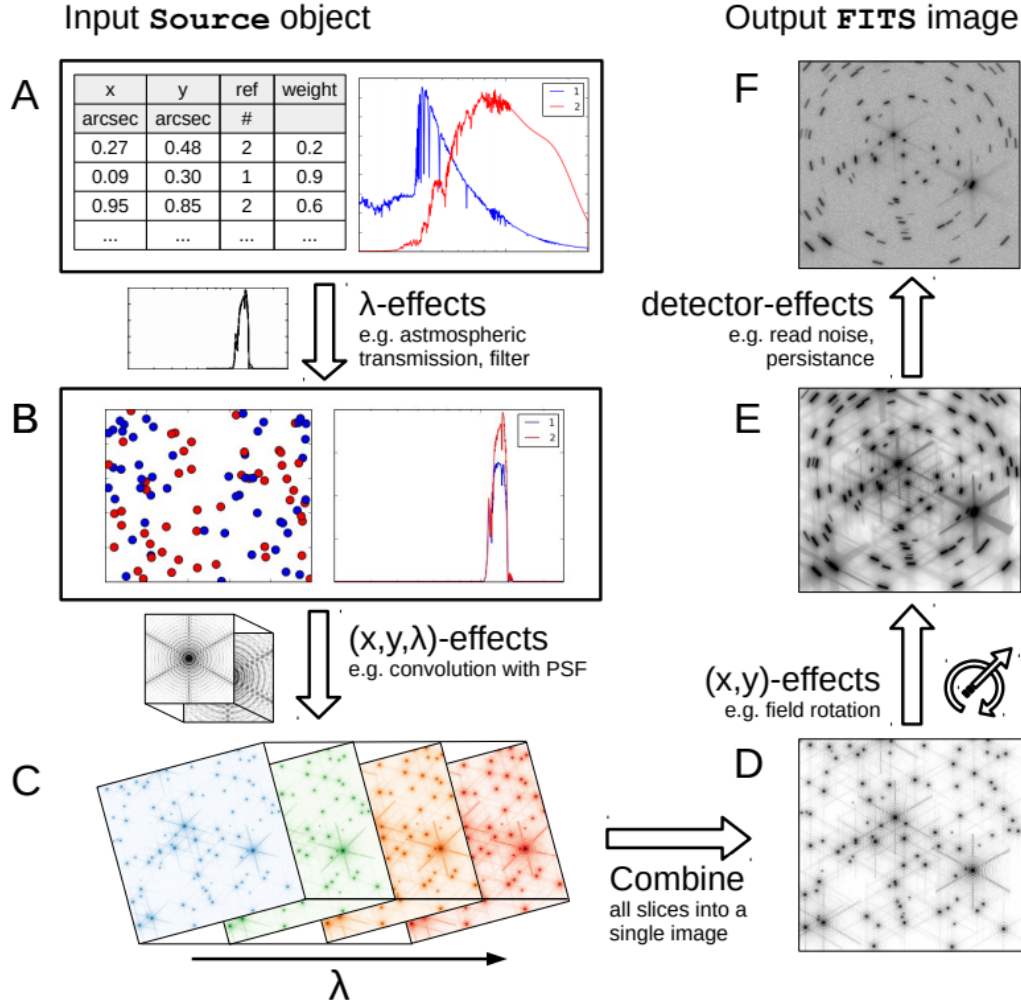 Input Source object
Output FITS image
A
x y ref weight
arcsec arcsec #
0.27 0.48 2 0.2
0.09 0.30 1 0.9
0.95 0.85 2 0.6
... ... ... ...
1
2
λ-effects
e.g. astmospheric
transmission, filter
B
1
2
(x,y,λ)-effects
e.g. convolution with PSF
C
λ
Combine
all slices into a
single image
D
(x,y)-effects
e.g. field rotation
E
detector-effects
e.g. read noise,
persistance
F